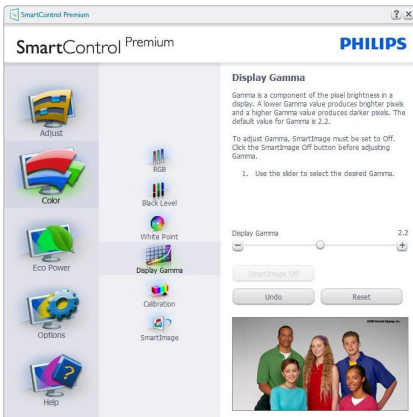 SmartControl Premium
SmartControl Premium
PHILIPS
Adjust
Color
Eco Power
Options
Help
RGB
Black Level
White Point
Display Gamma
Calibration
SmartImage
Display Gamma
Gamma is a component of the pixel brightness in a
display. A lower Gamma value produces brighter pixels
and a higher Gamma value produces darker pixels. The
default value for Gamma is 2.2.
To adjust Gamma, SmartImage must be set to Off.
Click the SmartImage Off button before adjusting
Gamma.
1. Use the slider to select the desired Gamma.
Display Gamma 2.2
SmartImage Off
Undo Reset